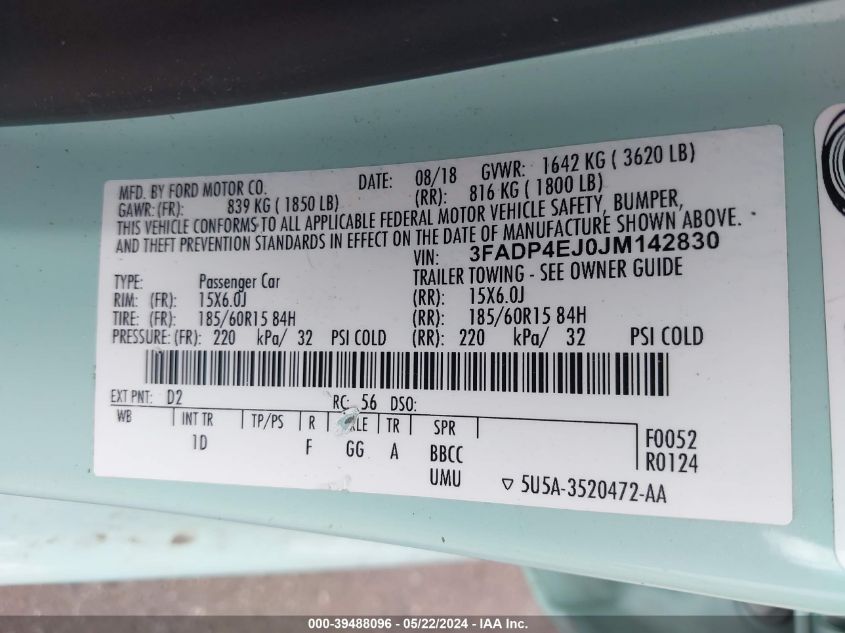 MFD. BY FORD MOTOR CO. DATE: 08/18 GVWR: 1642 KG ( 3620 LB)
GAWR: (FR): 839 KG ( 1850 LB) (RR): 816 KG ( 1800 LB)
THIS VEHICLE CONFORMS TO ALL APPLICABLE FEDERAL MOTOR VEHICLE SAFETY, BUMPER,
AND THEFT PREVENTION STANDARDS IN EFFECT ON THE DATE OF MANUFACTURE SHOWN ABOVE.
VIN: 3FADP4EJ0JM142830
TYPE: Passenger Car TRAILER TOWING - SEE OWNER GUIDE
RIM: (FR): 15X6.0J (RR): 15X6.0J
TIRE: (FR): 185/60R15 84H (RR): 185/60R15 84H
PRESSURE: (FR): 220 kPa/ 32 PSI COLD (RR): 220 kPa/ 32 PSI COLD
EXT PNT: D2 RC: 56 DSO:
WB INT TR TP/PS R TR SPR F0052
1D F GG A BBCC R0124
UMU ▽ 5U5A-3520472-AA
000-39488096 - 05/22/2024 - IAA Inc.